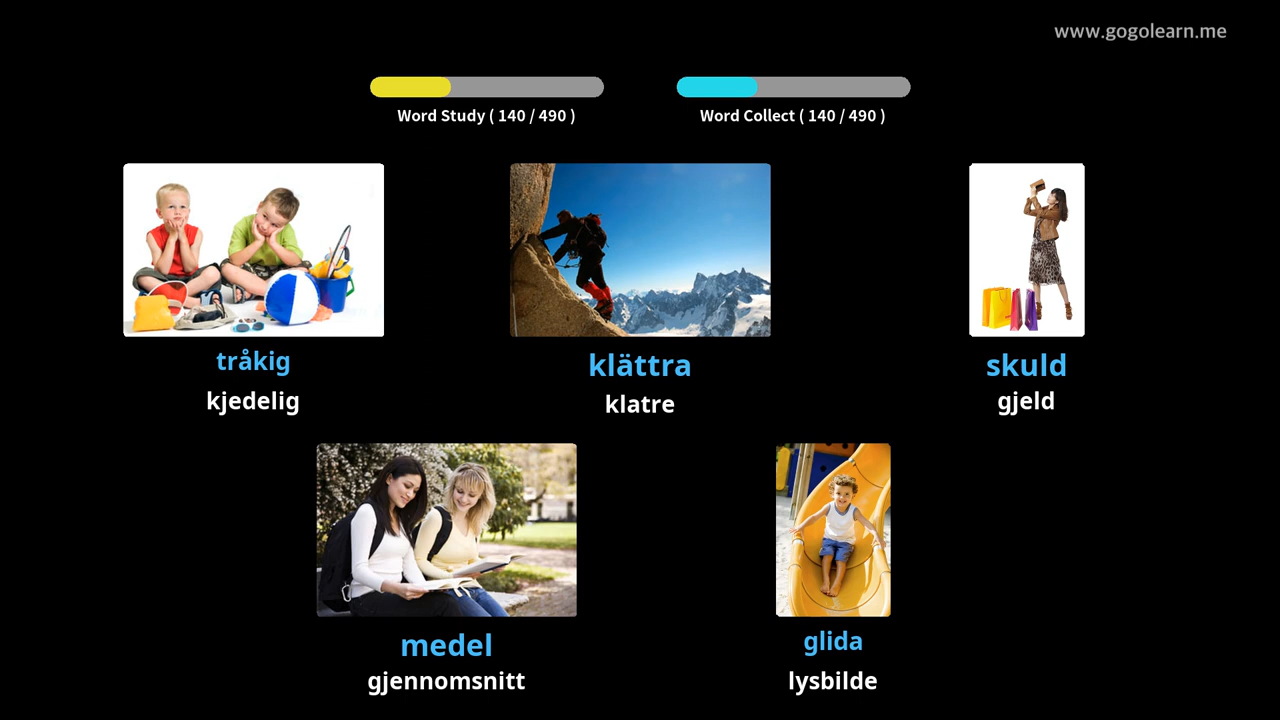 www.gogolearn.me
Word Study ( 140 / 490 )
Word Collect ( 140 / 490 )
tråkig
kjedelig
klättra
klatre
skuld
gjeld
medel
gjennomsnitt
glida
lysbilde